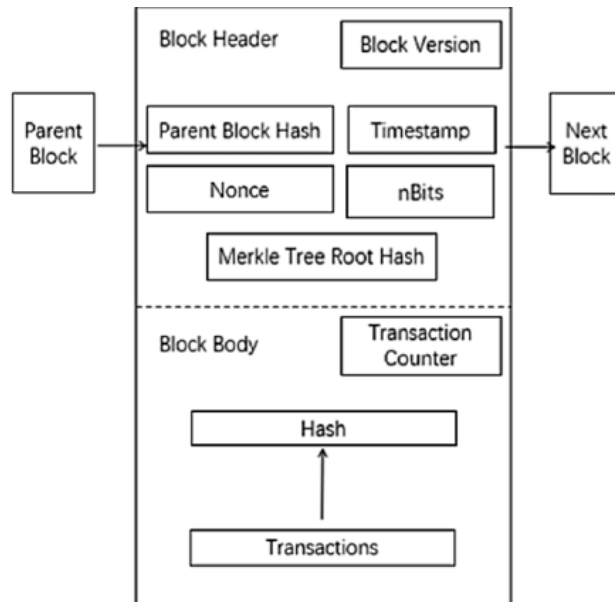 Block Header
Block Version
Parent
Block
Parent Block Hash
Timestamp
Next
Block
Nonce
nBits
Merkle Tree Root Hash
Block Body
Transaction
Counter
Hash
Transactions